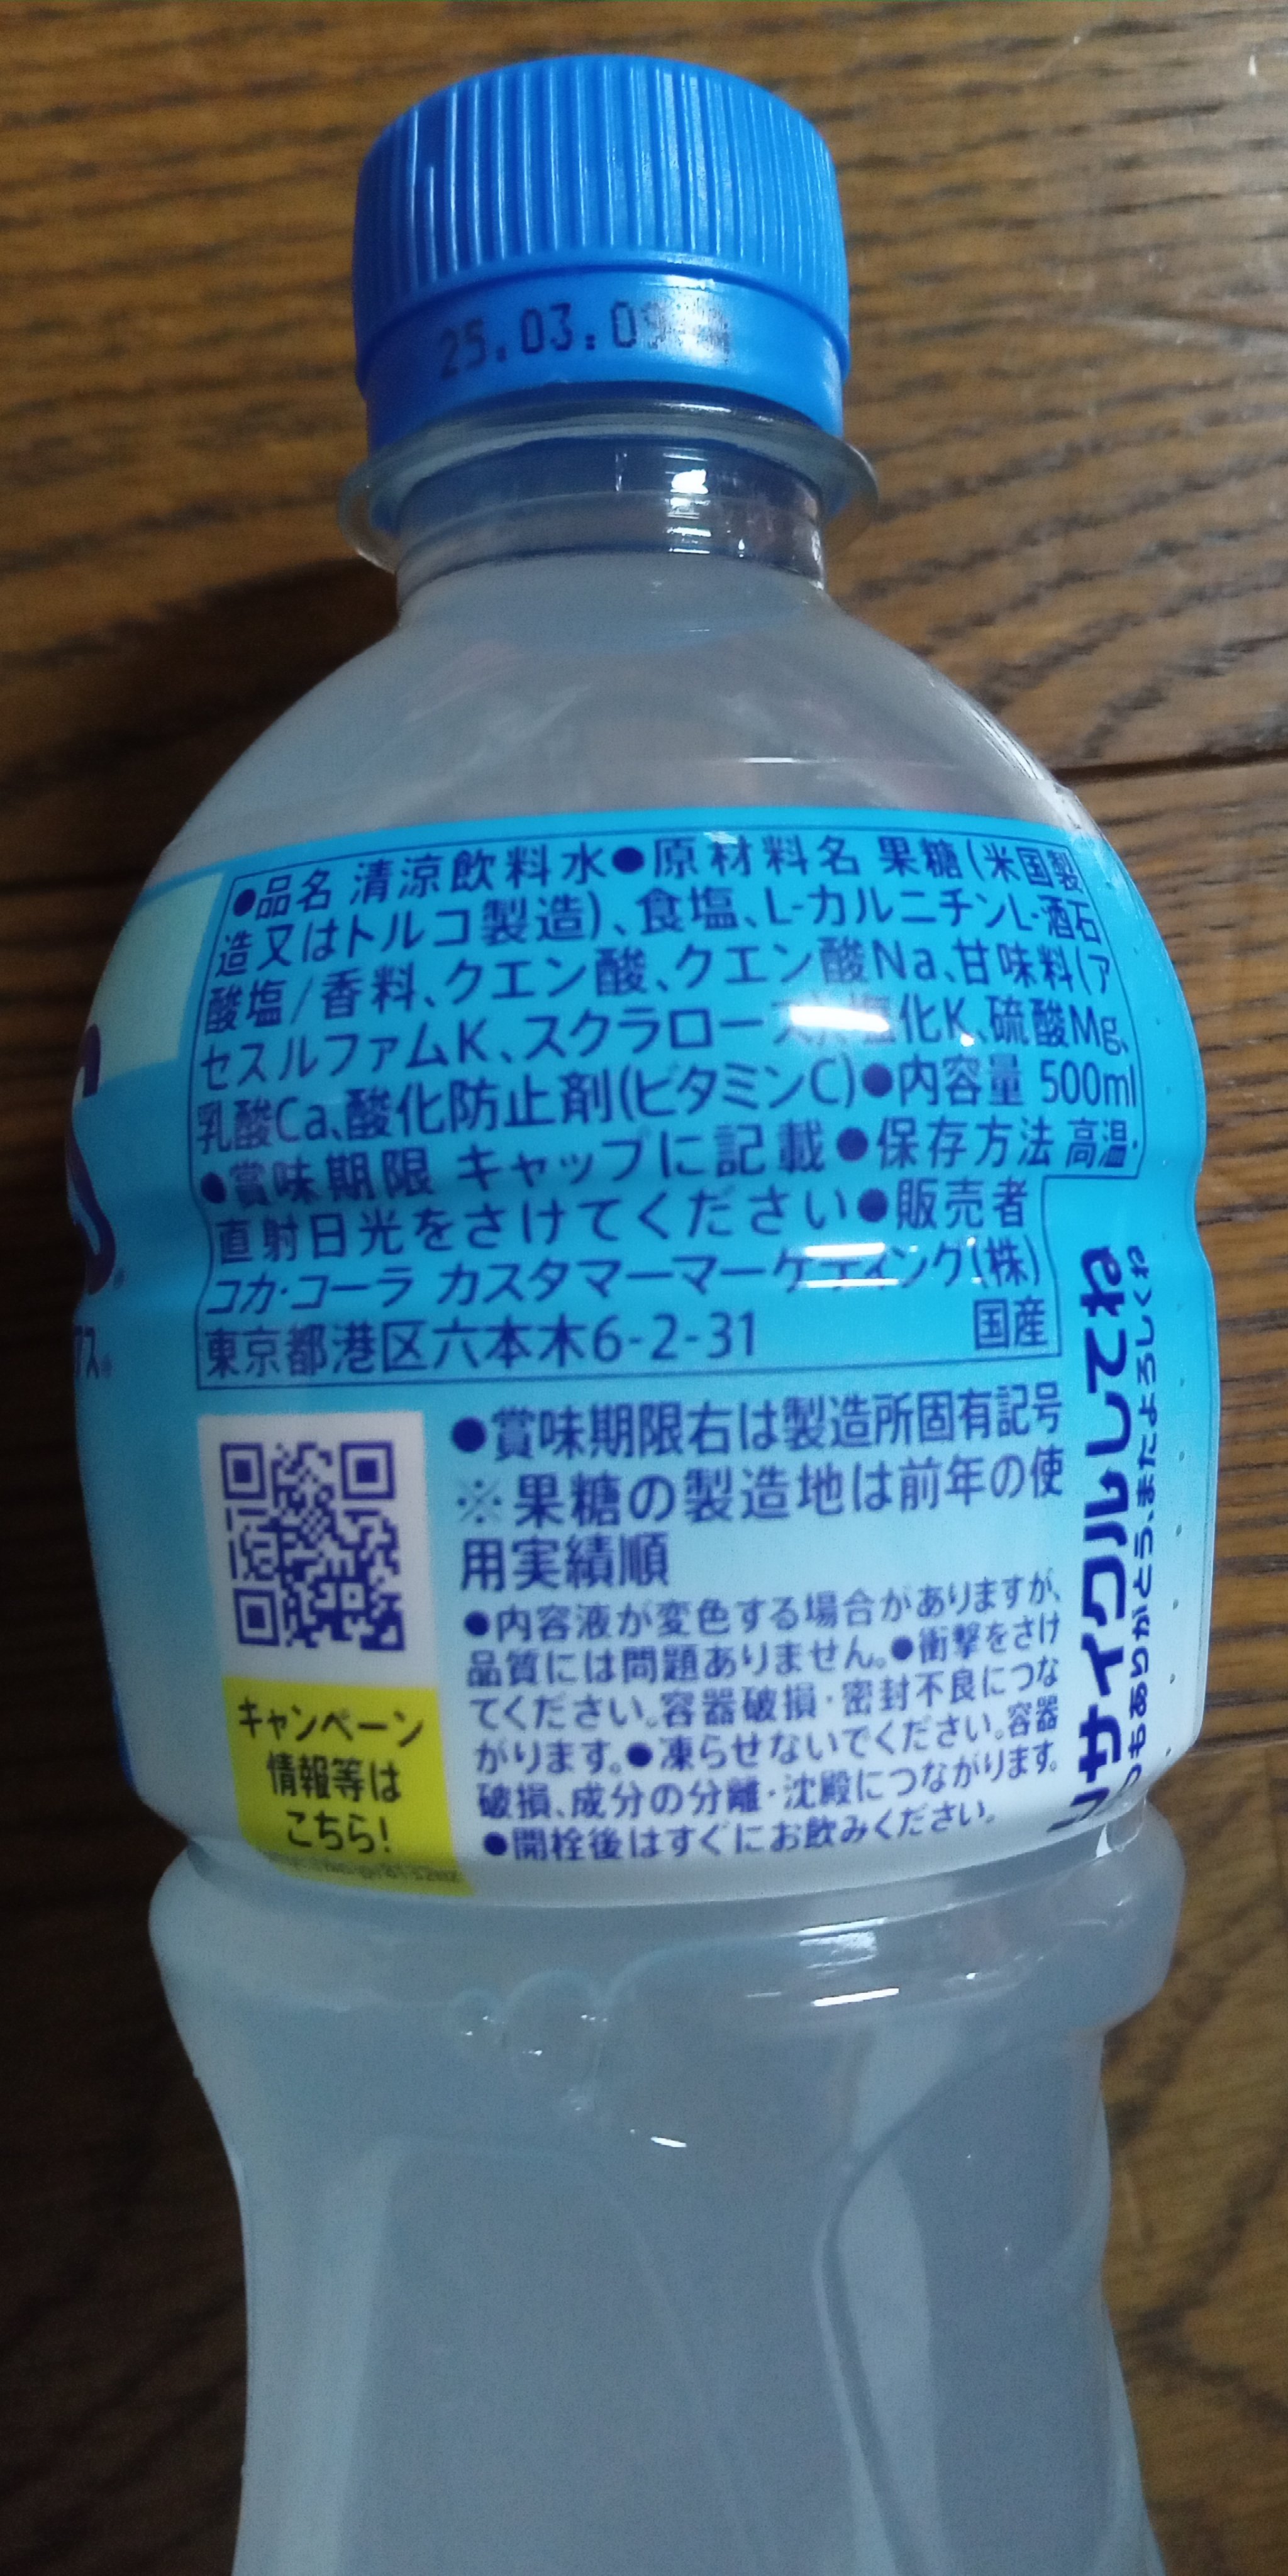 25.03.09
●品名 清涼飲料水●原材料名 果糖(米国製
造又はトルコ製造)、食塩、L-カルニチンL-酒石
酸塩/香料、クエン酸、クエン酸Na、甘味料(ア
セスルファムK、スクラロース)、塩化K、硫酸Mg、
乳酸Ca、酸化防止剤(ビタミンC)●内容量 500ml
●賞味期限 キャップに記載●保存方法 高温・
直射日光をさけてください●販売者
コカ・コーラ カスタマーマーケティング(株)
東京都港区六本木6-2-31 国産
●賞味期限右は製造所固有記号
※果糖の製造地は前年の使
用実績順
●内容液が変色する場合がありますが、
品質には問題ありません。●衝撃をさけ
てください。容器破損・密封不良につな
がります。●凍らせないでください。容器
破損、成分の分離・沈殿につながります。
●開栓後はすぐにお飲みください。
キャンペーン
情報等は
こちら!
リサイクルしてね
いつもありがとう、またよろしくね